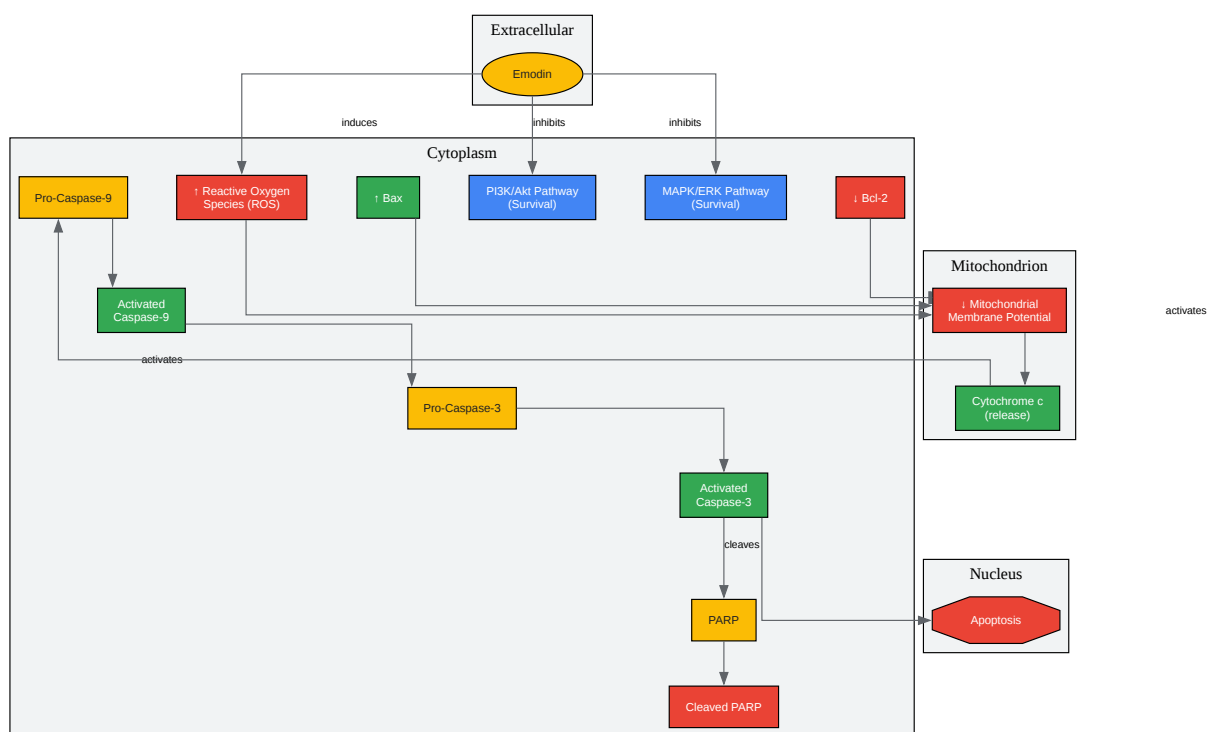 Extracellular
Emodin
induces
inhibits
inhibits
Cytoplasm
Pro-Caspase-9
↑ Reactive Oxygen
Species (ROS)
↑ Bax
PI3K/Akt Pathway
(Survival)
MAPK/ERK Pathway
(Survival)
↓ Bcl-2
Mitochondrion
Activated
Caspase-9
↓ Mitochondrial
Membrane Potential
activates
activates
Pro-Caspase-3
Cytochrome c
(release)
Activated
Caspase-3
cleaves
Nucleus
PARP
Apoptosis
Cleaved PARP